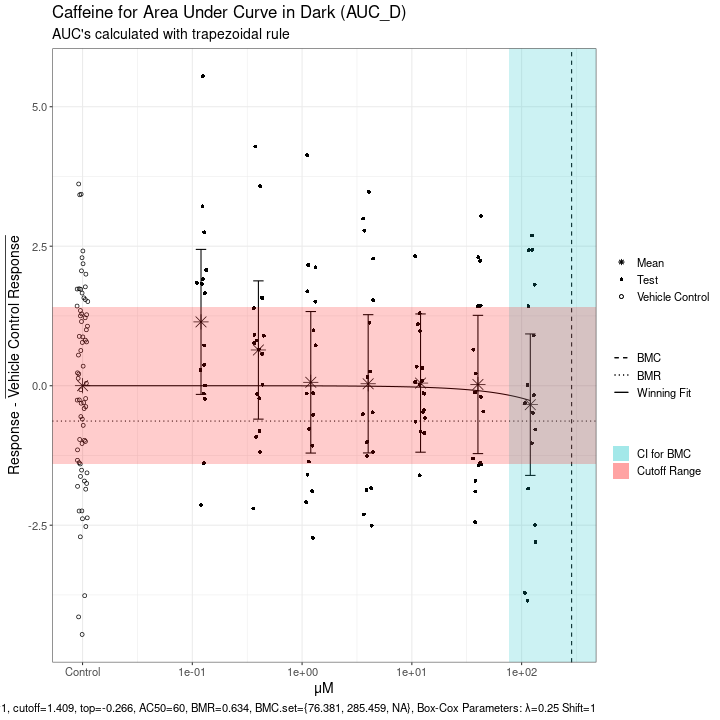 Caffeine for Area Under Curve in Dark (AUC_D)
AUC's calculated with trapezoidal rule
Response - Vehicle Control Response
5.0
2.5
0.0
-2.5
Control
1e-01
1e+00
1e+01
1e+02
μM
Mean
Test
Vehicle Control
BMC
BMR
Winning Fit
CI for BMC
Cutoff Range
1, cutoff=1.409, top=-0.266, AC50=60, BMR=0.634, BMC.set={76.381, 285.459, NA}, Box-Cox Parameters: λ=0.25 Shift=1